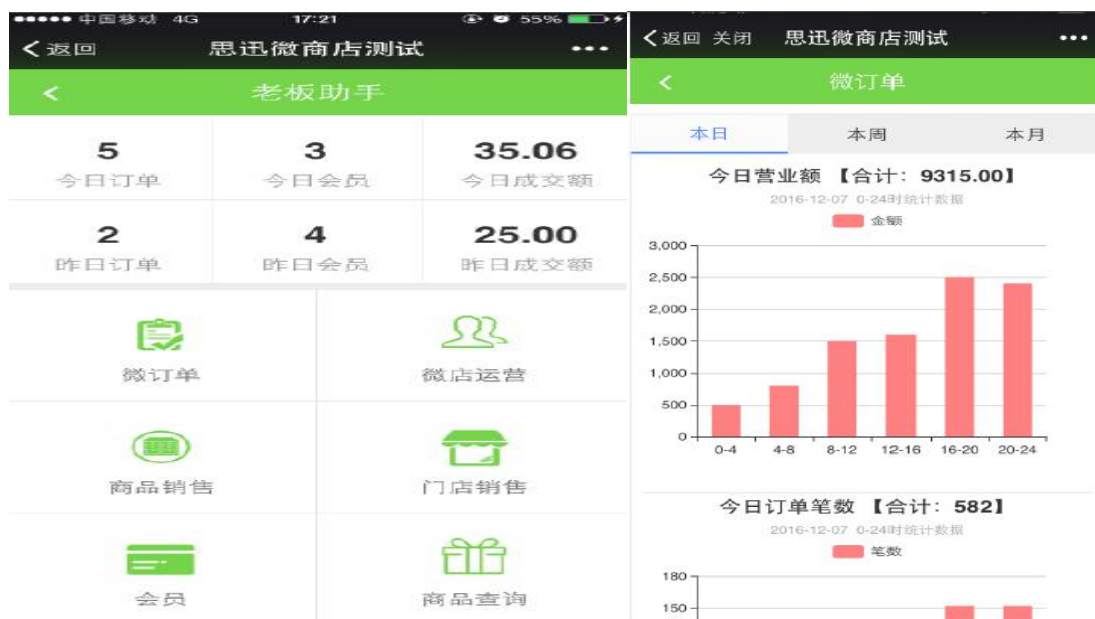 中国移动 4G 17:21 55%
返回 思迅微商店测试
老板助手
5 3 35.06
今日订单 今日会员 今日成交额
2 4 25.00
昨日订单 昨日会员 昨日成交额
微订单 微店运营
商品销售 门店销售
会员 商品查询
返回 关闭 思迅微商店测试
微订单
本日 本周 本月
今日营业额 【合计: 9315.00】
2016-12-07 0-24时统计数据
金额
3,000
2,500
2,000
1,500
1,000
500
0
0-4 4-8 8-12 12-16 16-20 20-24
今日订单笔数 【合计: 582】
2016-12-07 0-24时统计数据
笔数
180
150